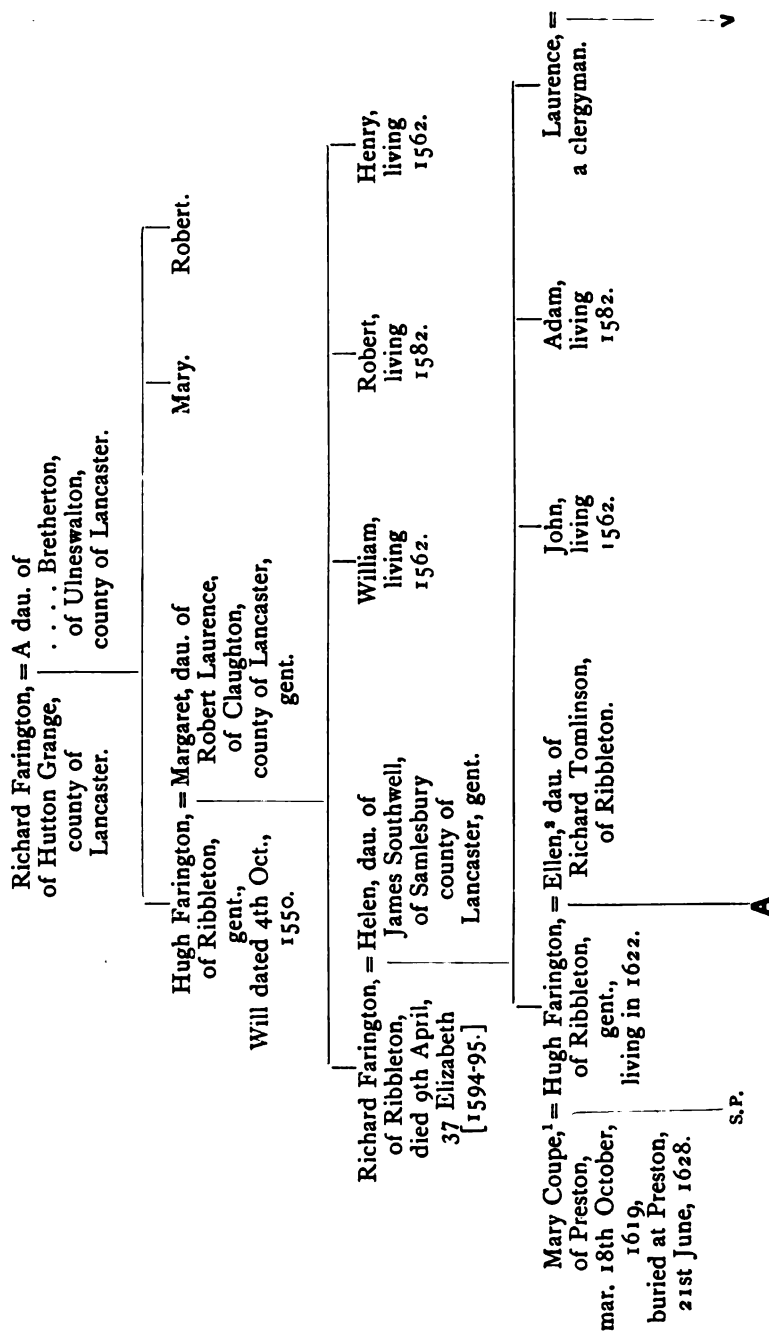 Richard Farington, = A dau. of
of Hutton Grange, . . . . Bretherton,
county of of Ulneswalton,
Lancaster. county of Lancaster.
Hugh Farington, = Margaret, dau. of
of Ribbleton, Robert Laurence,
gent., of Claughton,
Will dated 4th Oct., county of Lancaster,
1550. gent.
Mary.
Robert.
Richard Farington, = Helen, dau. of
of Ribbleton, James Southwell,
died 9th April, of Samlesbury
37 Elizabeth county of
[1594-95.] Lancaster, gent.
William,
living
1562.
Robert,
living
1582.
Henry,
living
1562.
Mary Coupe,¹ = Hugh Farington, = Ellen,² dau. of
of Preston, of Ribbleton, Richard Tomlinson,
mar. 18th October, gent., of Ribbleton.
1619, living in 1622.
buried at Preston,
21st June, 1628.
S.P.
A
John,
living
1562.
Adam,
living
1582.
Laurence, =
a clergyman.
V